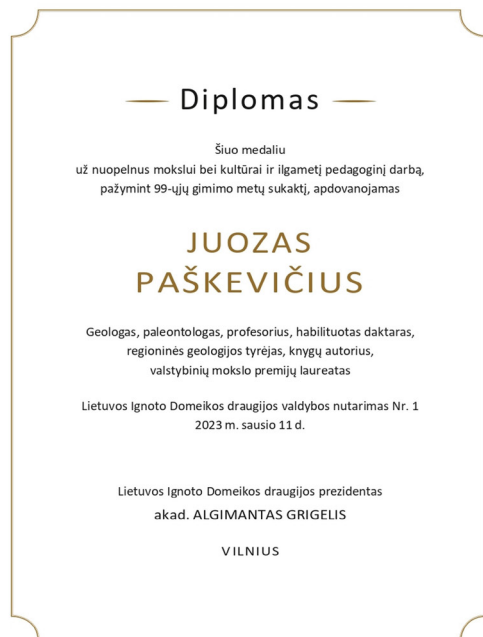 Diplomas
Šiuo medaliu
už nuopelnus mokslui bei kultūrai ir ilgametį pedagoginį darbą,
pažymint 99-ųjų gimimo metų sukaktį, apdovanojamas
JUOZAS
PAŠKEVIČIUS
Geologas, paleontologas, profesorius, habilituotas daktaras,
regioninės geologijos tyrėjas, knygų autorius,
valstybinių mokslo premijų laureatas
Lietuvos Ignoto Domeikos draugijos valdybos nutarimas Nr. 1
2023 m. sausio 11 d.
Lietuvos Ignoto Domeikos draugijos prezidentas
akad. ALGIMANTAS GRIGELIS
VILNIUS